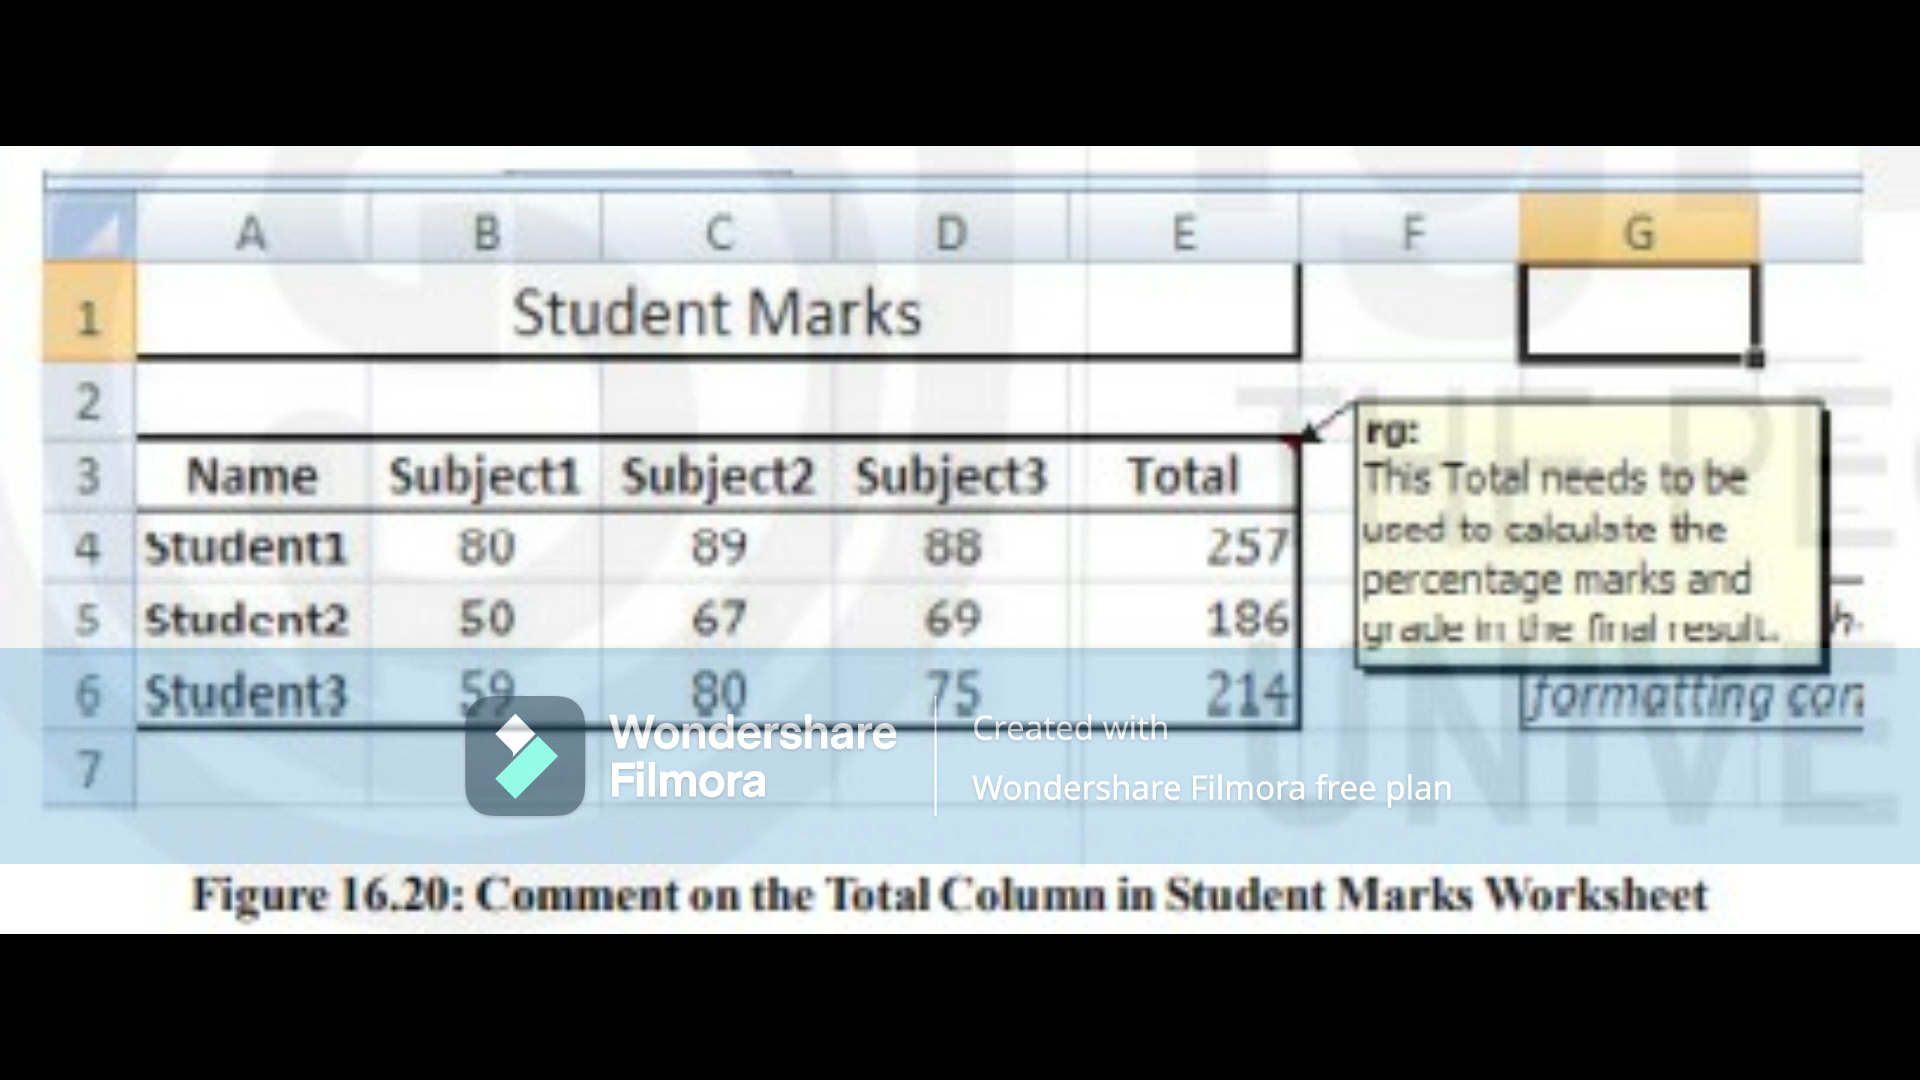 A B C D E F G
1 Student Marks
2
3 Name Subject1 Subject2 Subject3 Total
4 Student1 80 89 88 257
5 Student2 50 67 69 186
6 Student3 59 80 75 214
7
rg:
This Total needs to be
used to calculate the
percentage marks and
grade in the final result.
h.
formatting can
Wondershare
Filmora
Created with
Wondershare Filmora free plan
Figure 16.20: Comment on the Total Column in Student Marks Worksheet